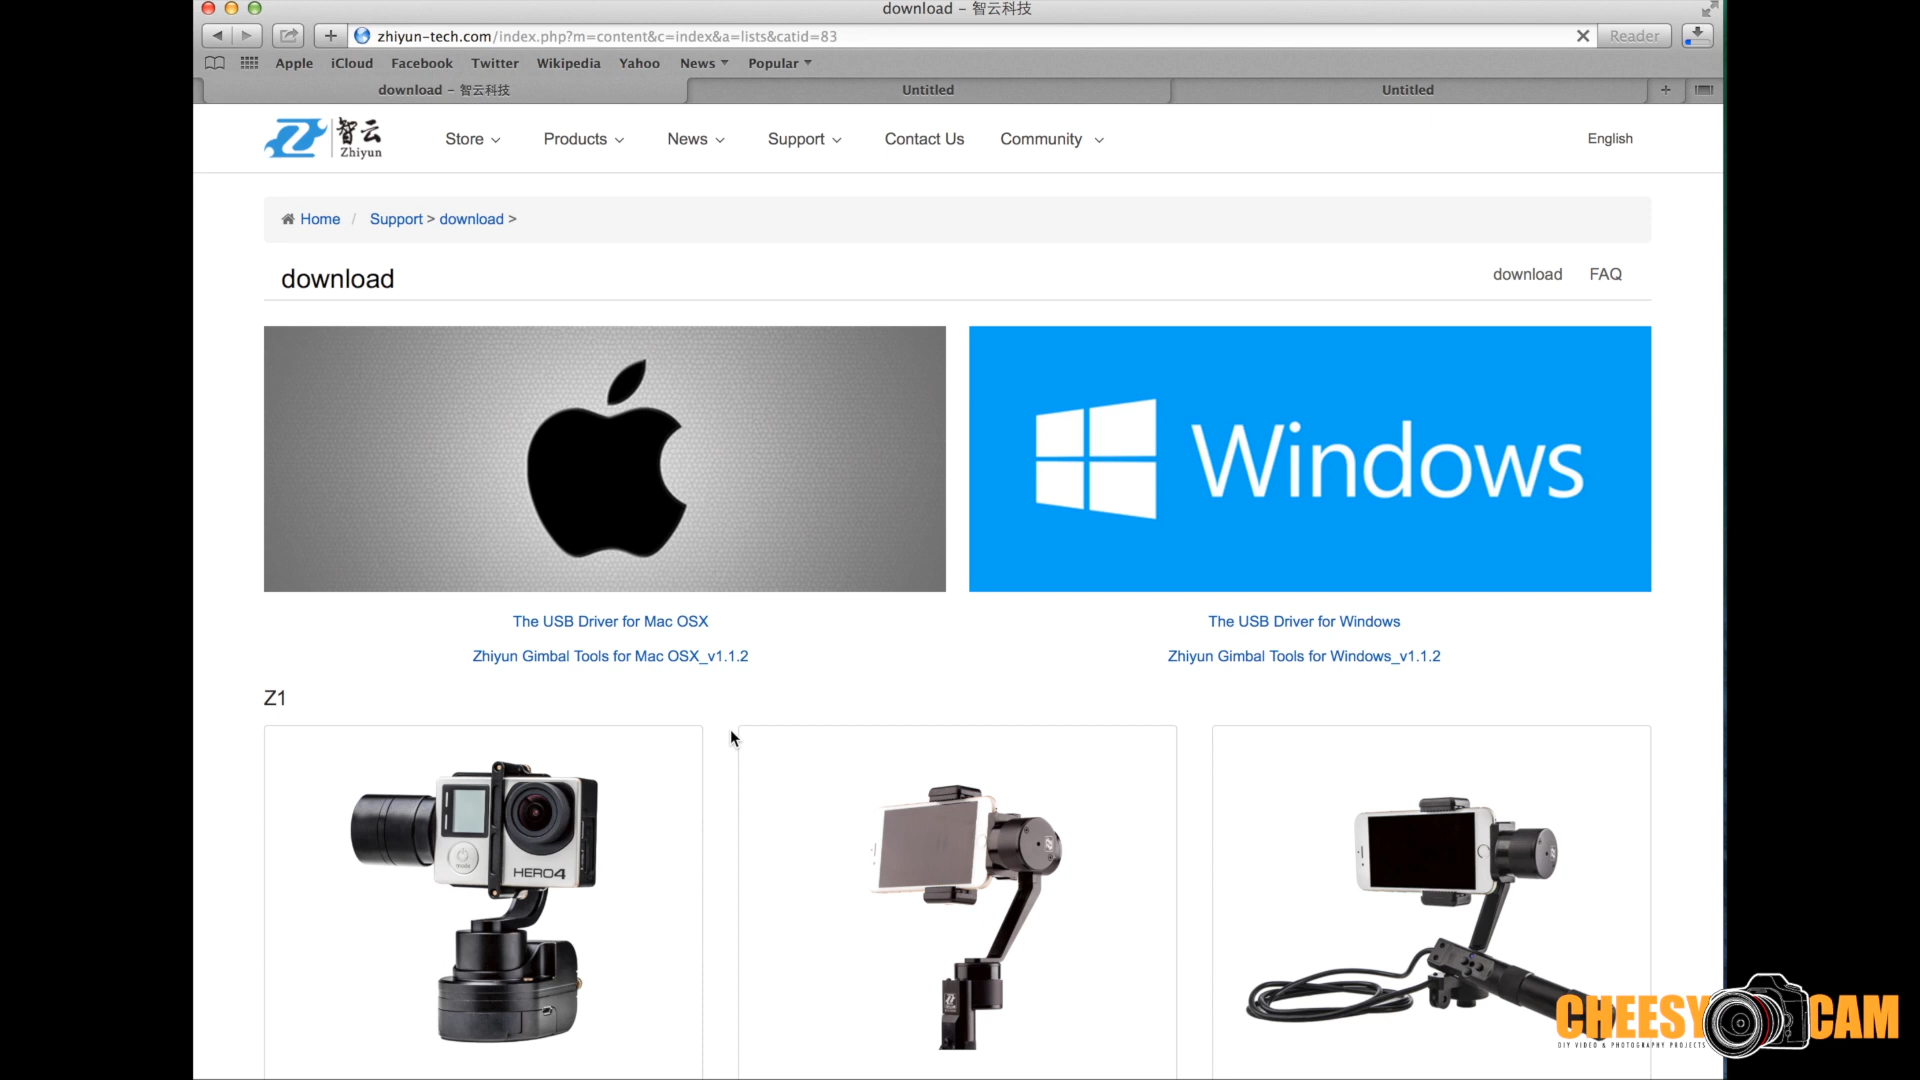 download – 智云科技
zhiyun-tech.com/index.php?m=content&c=index&a=lists&catid=83
Reader
Apple iCloud Facebook Twitter Wikipedia Yahoo News Popular
download – 智云科技 Untitled Untitled
智云
Zhiyun
Store Products News Support Contact Us Community English
Home / Support > download >
download
download FAQ
Windows
The USB Driver for Mac OSX
The USB Driver for Windows
Zhiyun Gimbal Tools for Mac OSX_v1.1.2
Zhiyun Gimbal Tools for Windows_v1.1.2
Z1
HERO4
CHEESYCAM
DIY VIDEO & PHOTOGRAPHY PROJECTS